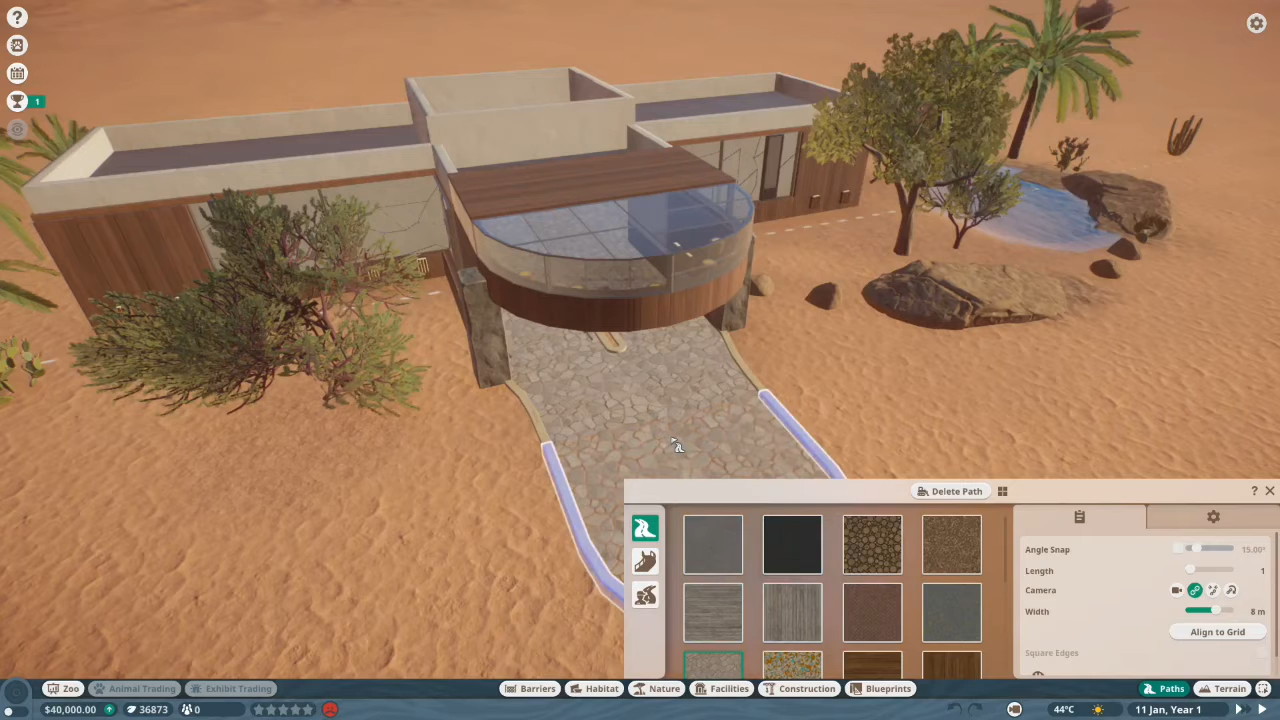 ?
1
Delete Path
?
Angle Snap 15.00°
Length 1
Camera
Width 8 m
Align to Grid
Square Edges
Zoo Animal Trading Exhibit Trading Barriers Habitat Nature Facilities Construction Blueprints Paths Terrain
$40,000.00 36873 0 44°C 11 Jan, Year 1